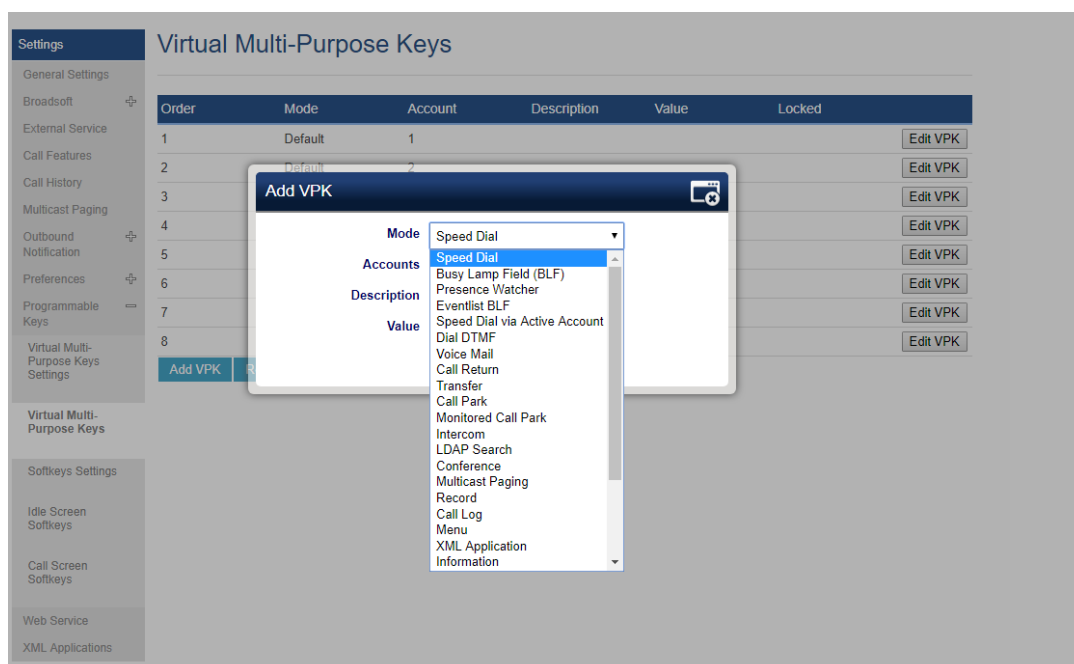 Settings
General Settings
Broadsoft
External Service
Call Features
Call History
Multicast Paging
Outbound
Notification
Preferences
Programmable
Keys
Virtual Multi-
Purpose Keys
Settings
Virtual Multi-
Purpose Keys
Softkeys Settings
Idle Screen
Softkeys
Call Screen
Softkeys
Web Service
XML Applications
Virtual Multi-Purpose Keys
Order Mode Account Description Value Locked
1 Default 1 Edit VPK
2 Default 2 Edit VPK
3 Edit VPK
4 Edit VPK
5 Edit VPK
6 Edit VPK
7 Edit VPK
8 Edit VPK
Add VPK
Add VPK
Mode Speed Dial
Accounts
Description
Value
Speed Dial
Busy Lamp Field (BLF)
Presence Watcher
Eventlist BLF
Speed Dial via Active Account
Dial DTMF
Voice Mail
Call Return
Transfer
Call Park
Monitored Call Park
Intercom
LDAP Search
Conference
Multicast Paging
Record
Call Log
Menu
XML Application
Information